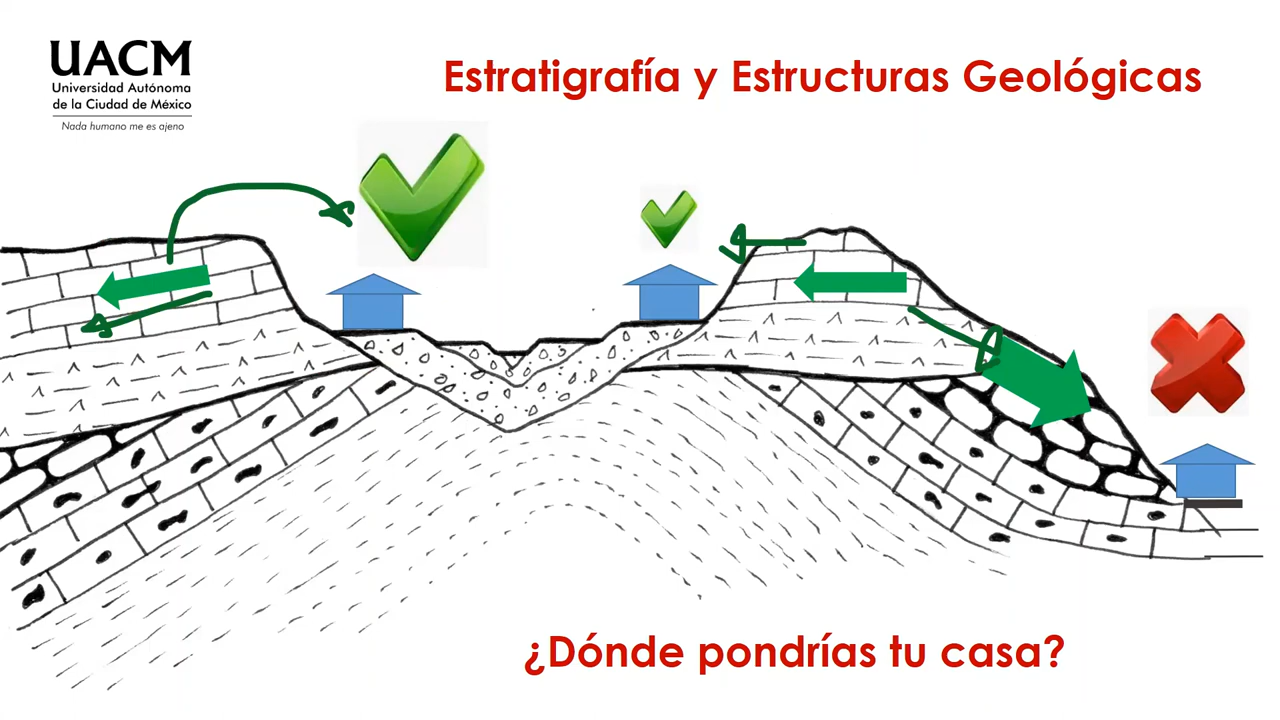 UACM
Universidad Autónoma
de la Ciudad de México
Nada humano me es ajeno
Estratigrafía y Estructuras Geológicas
¿Dónde pondrías tu casa?